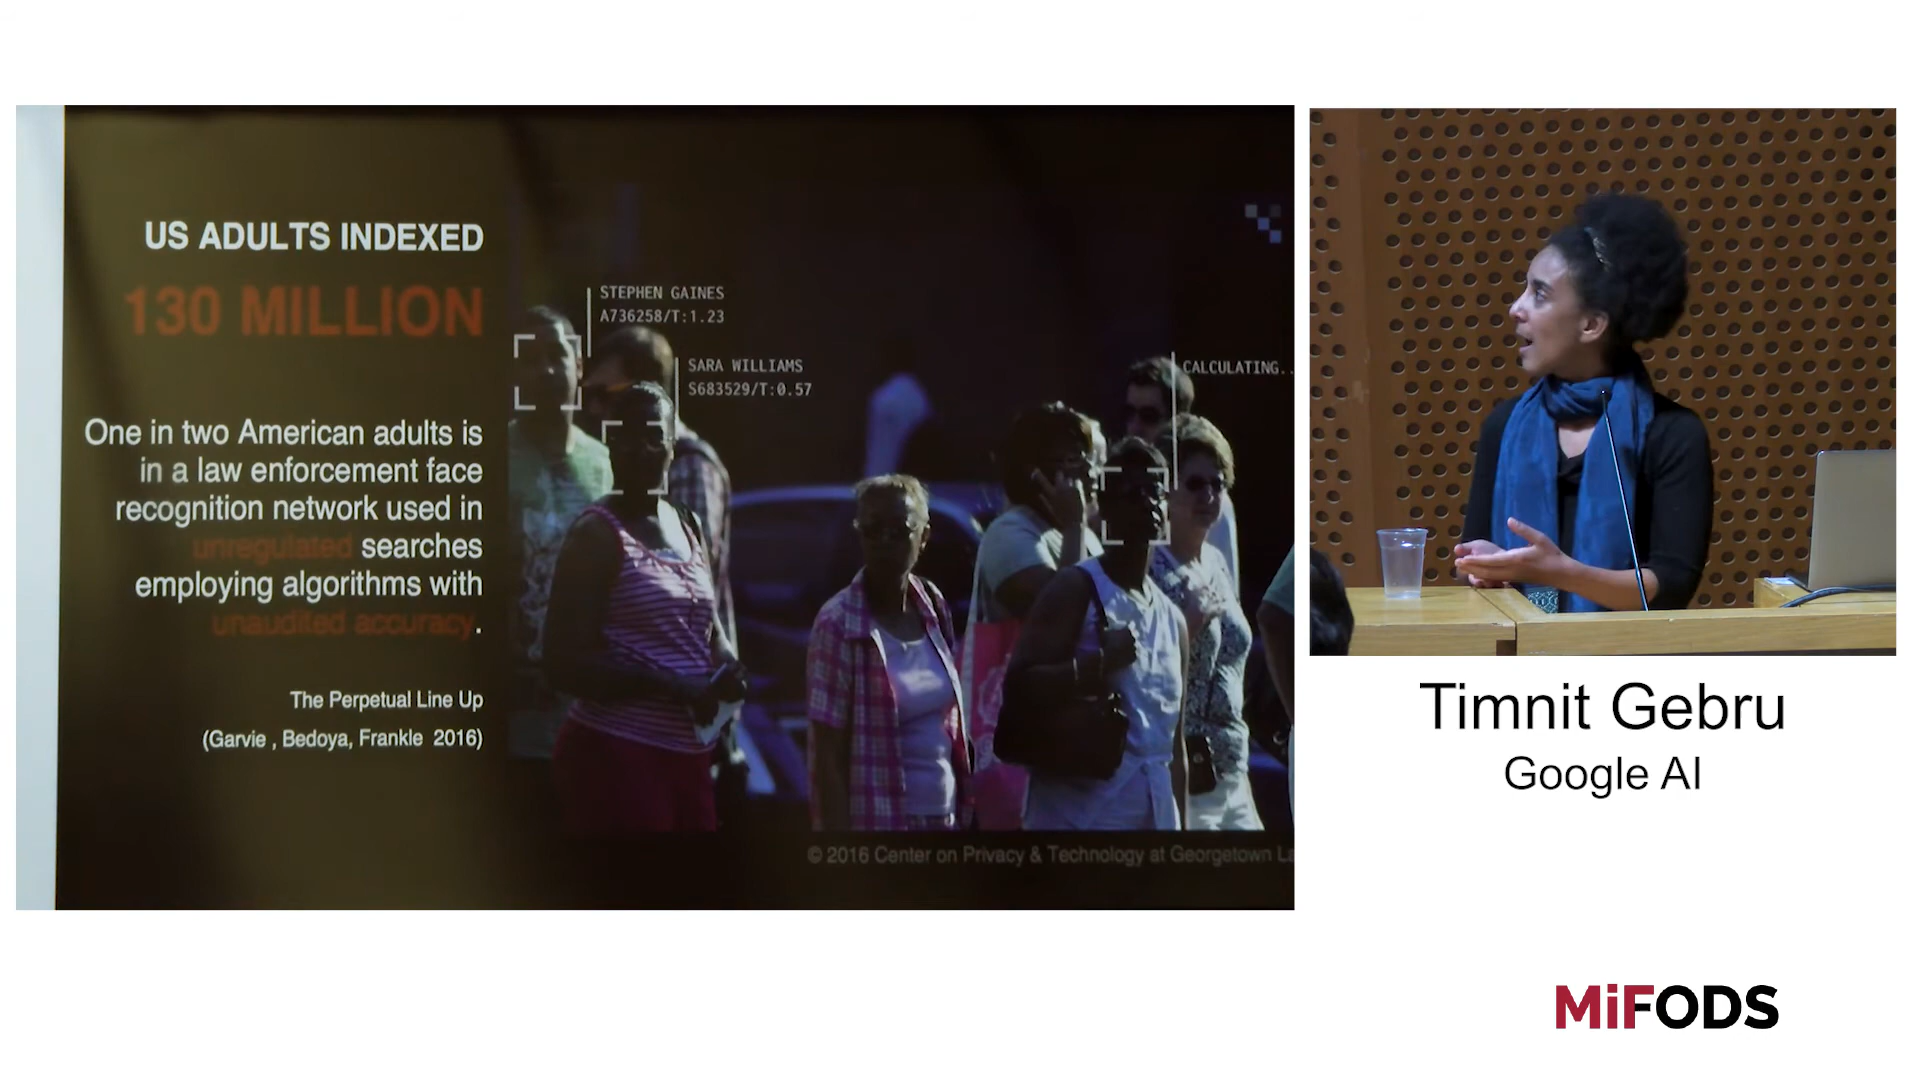 US ADULTS INDEXED
130 MILLION
One in two American adults is
in a law enforcement face
recognition network used in
unregulated searches
employing algorithms with
unaudited accuracy.
The Perpetual Line Up
(Garvie , Bedoya, Frankle 2016)
STEPHEN GAINES
A736258/T:1.23
SARA WILLIAMS
S683529/T:0.57
CALCULATING..
© 2016 Center on Privacy & Technology at Georgetown La
Timnit Gebru
Google AI
MiFODS